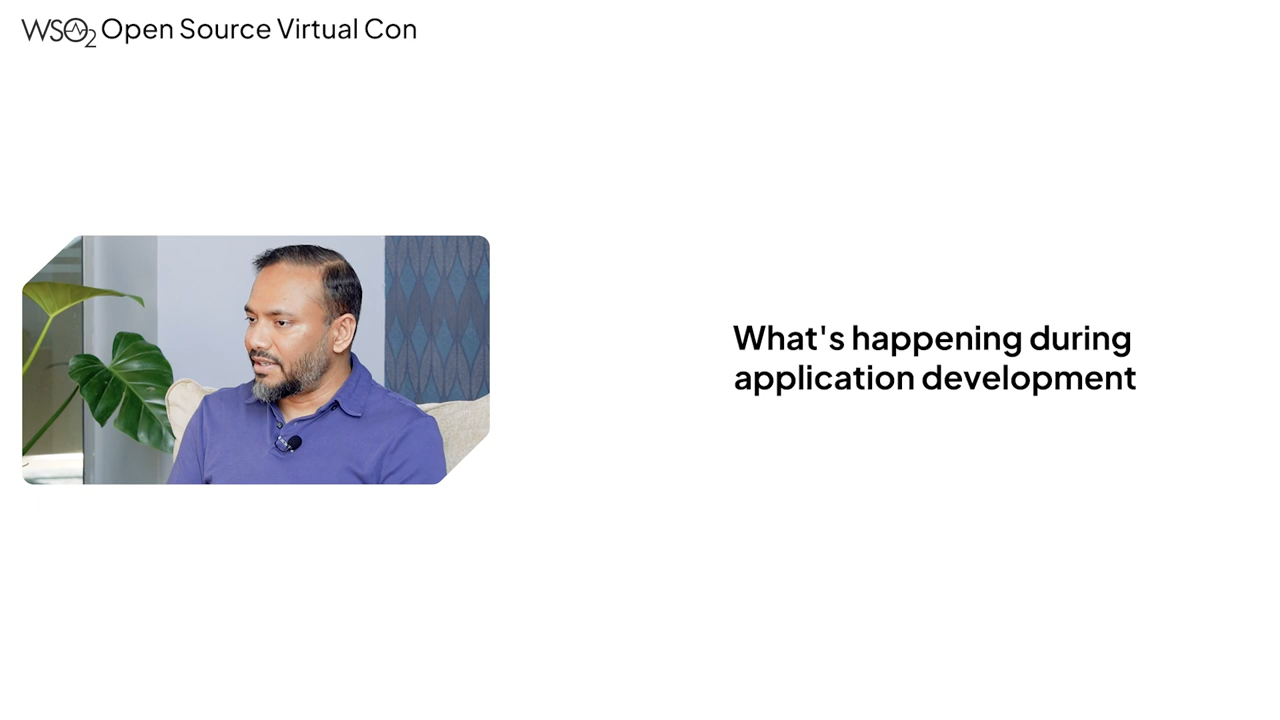 WSO2 Open Source Virtual Con
What's happening during
application development